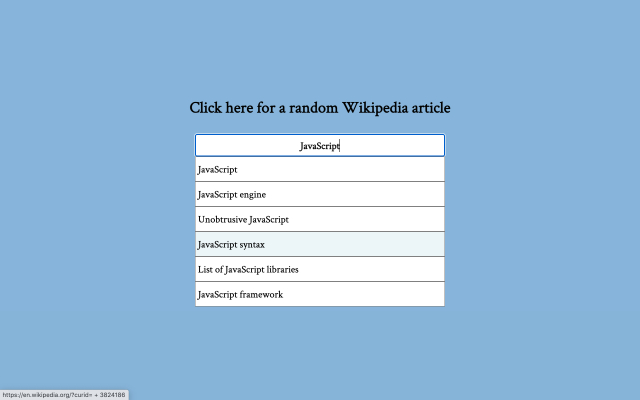 Click here for a random Wikipedia article
JavaScript
JavaScript
JavaScript engine
Unobtrusive JavaScript
JavaScript syntax
List of JavaScript libraries
JavaScript framework
https://en.wikipedia.org/?curid= + 3824186